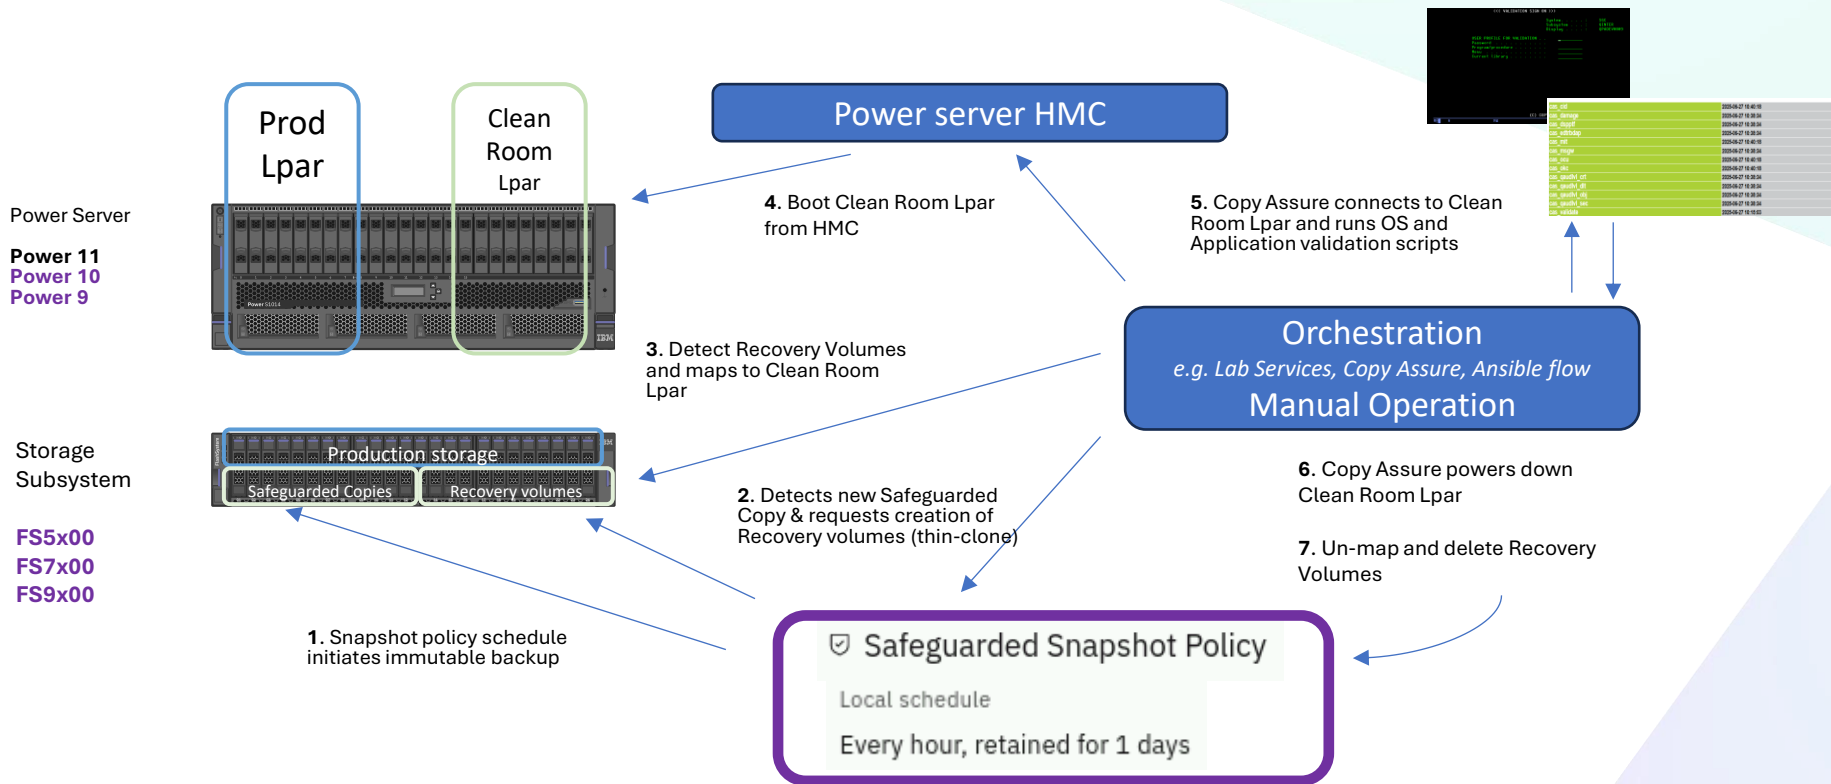 Prod
Lpar
Clean
Room
Lpar
Power server HMC
Power Server
Power 11
Power 10
Power 9
Power S1014
IBM
4. Boot Clean Room Lpar
from HMC
5. Copy Assure connects to Clean
Room Lpar and runs OS and
Application validation scripts
3. Detect Recovery Volumes
and maps to Clean Room
Lpar
Orchestration
e.g. Lab Services, Copy Assure, Ansible flow
Manual Operation
Storage
Subsystem
FS5x00
FS7x00
FS9x00
Production storage
Safeguarded Copies
Recovery volumes
2. Detects new Safeguarded
Copy & requests creation of
Recovery volumes (thin-clone)
6. Copy Assure powers down
Clean Room Lpar
7. Un-map and delete Recovery
Volumes
1. Snapshot policy schedule
initiates immutable backup
Safeguarded Snapshot Policy
Local schedule
Every hour, retained for 1 days